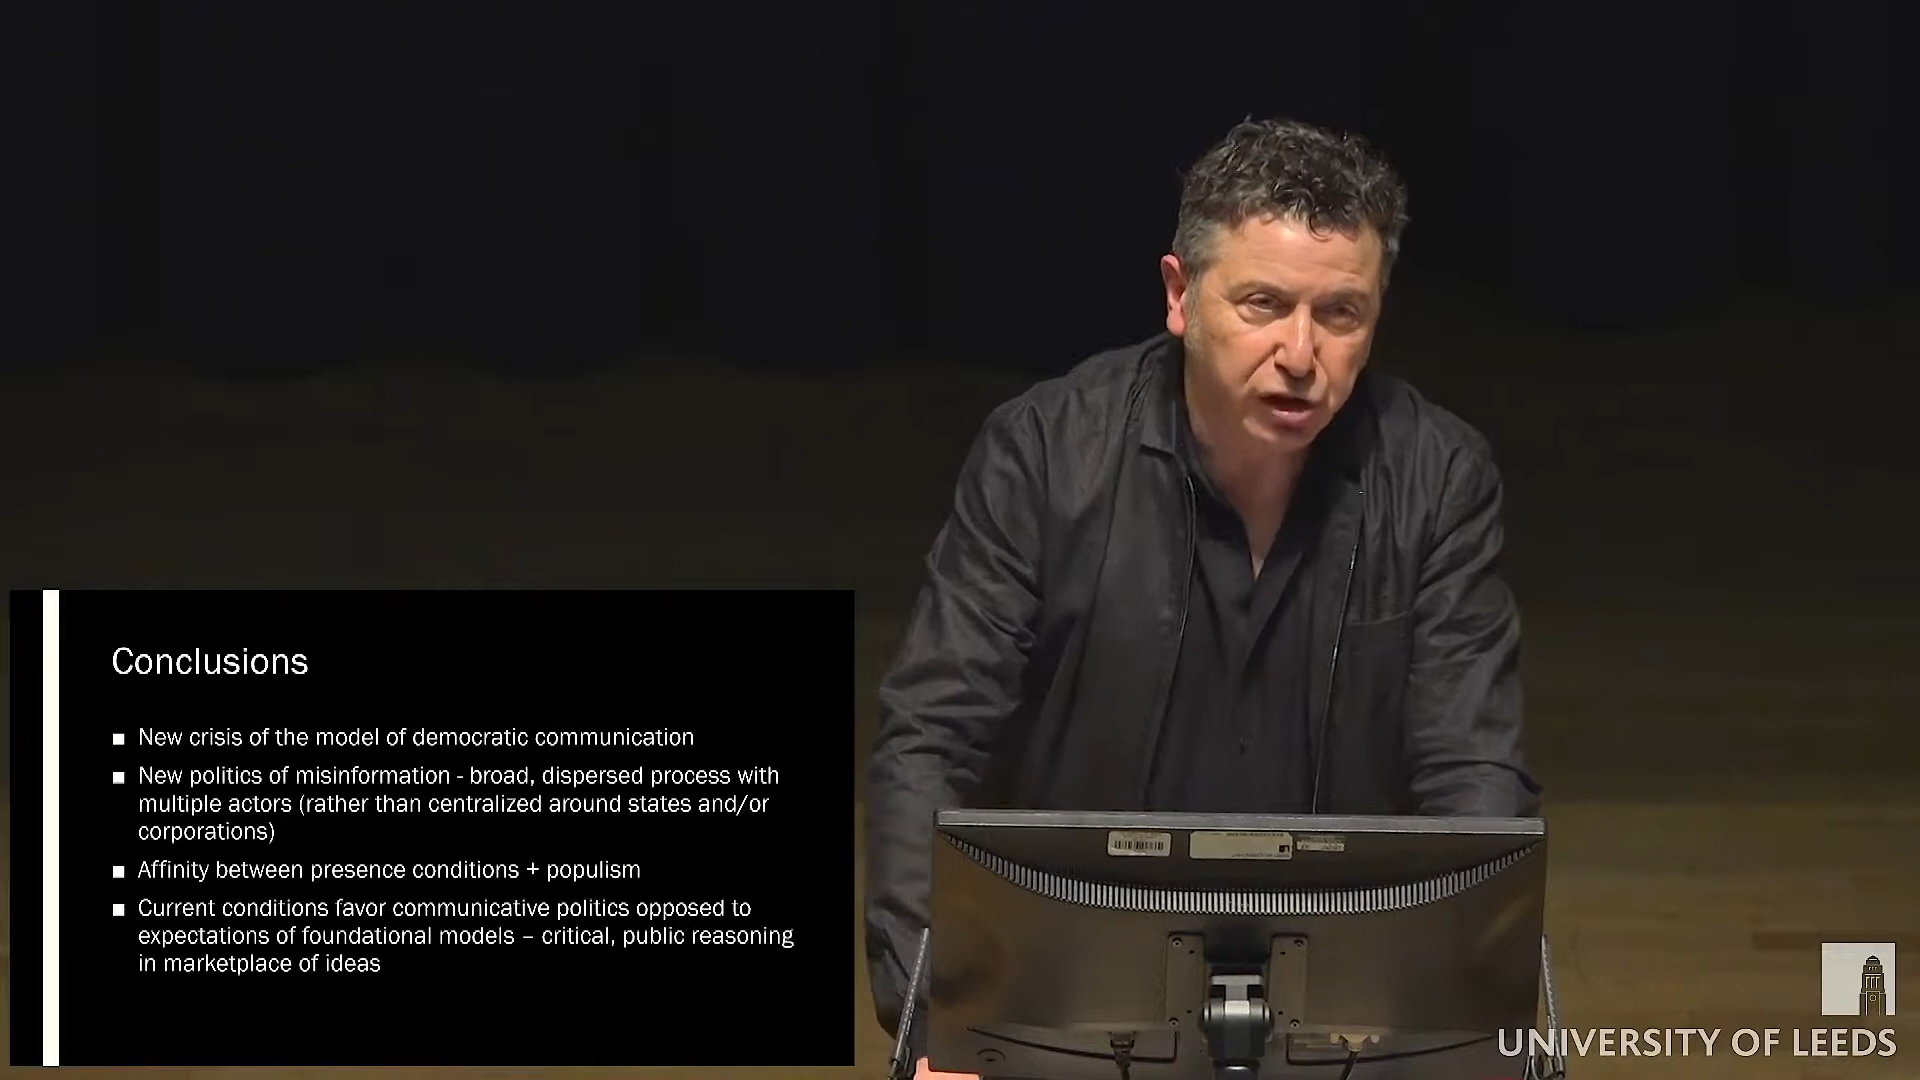 Conclusions
■ New crisis of the model of democratic communication
■ New politics of misinformation - broad, dispersed process with
multiple actors (rather than centralized around states and/or
corporations)
■ Affinity between presence conditions + populism
■ Current conditions favor communicative politics opposed to
expectations of foundational models – critical, public reasoning
in marketplace of ideas
UNIVERSITY OF LEEDS